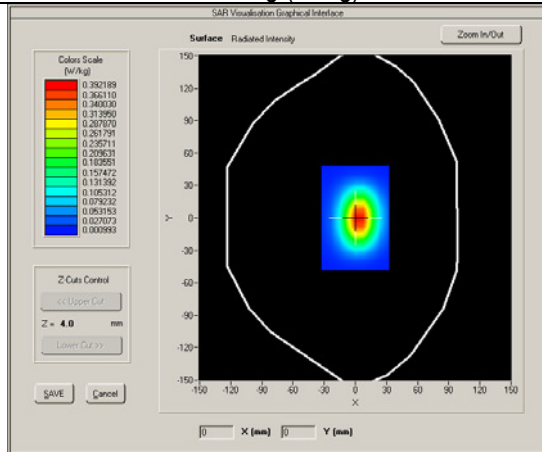 SAR Visualisation Graphical Interface
Surface Radiated Intensity
Zoom In/Out
Colors Scale
(W/kg)
0.392189
0.366110
0.340030
0.313950
0.287870
0.261791
0.235711
0.209631
0.183551
0.157472
0.131392
0.105312
0.079232
0.053153
0.027073
0.000993
Z-Cuts Control
<< Upper Cut
Z = 4.0 mm
Lower Cut >>
SAVE
Cancel
150
120
90
60
30
0
-30
-60
-90
-120
-150
Y
-150 -120 -90 -60 -30 0 30 60 90 120 150
X
0 X (mm) 0 Y (mm)